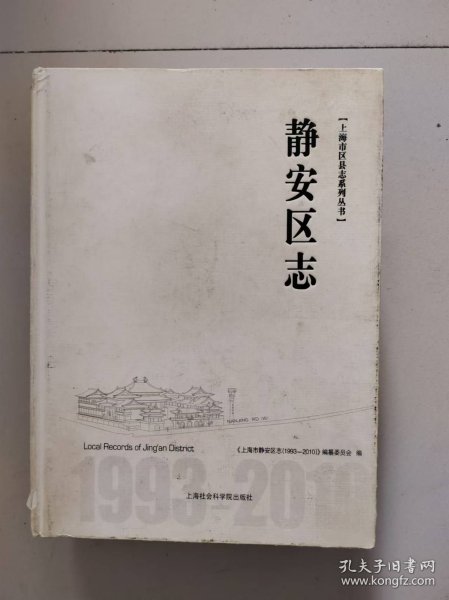 【上海市区县志系列丛书】
静安区志
Local Records of Jing'an District
《上海市静安区志(1993—2010)》编纂委员会 编
1993-2010
上海社会科学院出版社
孔夫子旧书网
www.kongfz.com